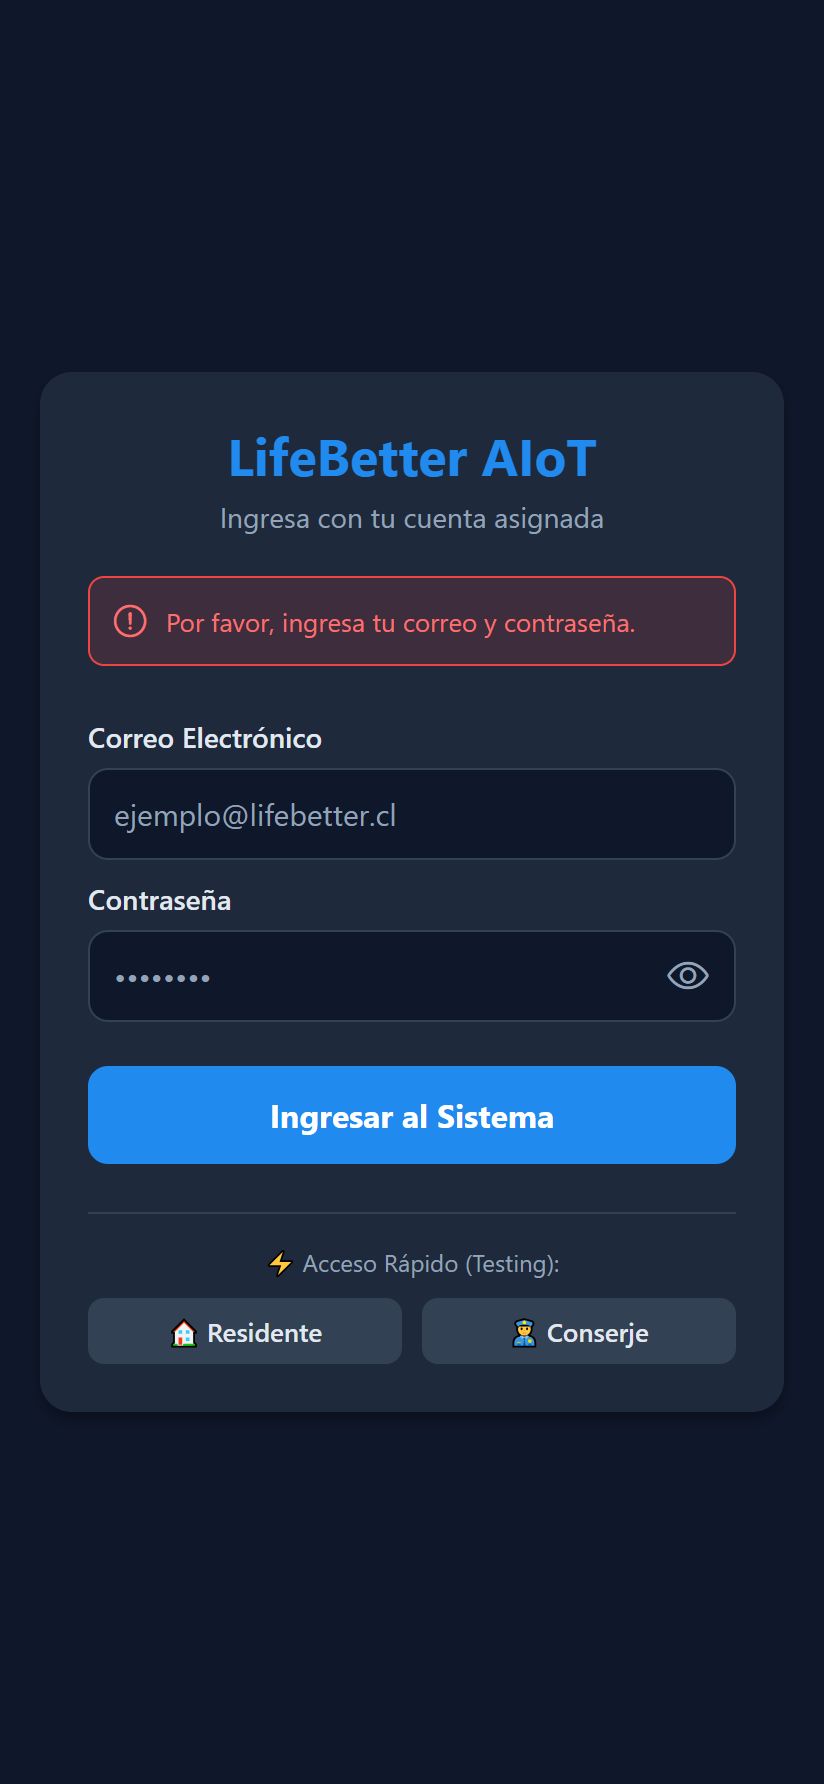 LifeBetter AIoT
Ingresa con tu cuenta asignada
Por favor, ingresa tu correo y contraseña.
Correo Electrónico
ejemplo@lifebetter.cl
Contraseña
••••••••
Ingresar al Sistema
⚡ Acceso Rápido (Testing):
🏠 Residente
👮 Conserje